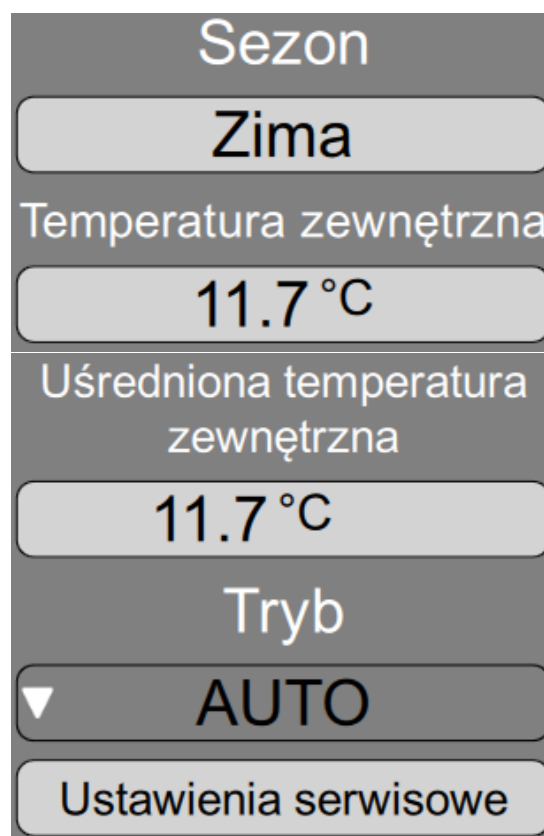 Sezon
Zima
Temperatura zewnętrzna
11.7 °C
Uśredniona temperatura
zewnętrzna
11.7 °C
Tryb
AUTO
Ustawienia serwisowe